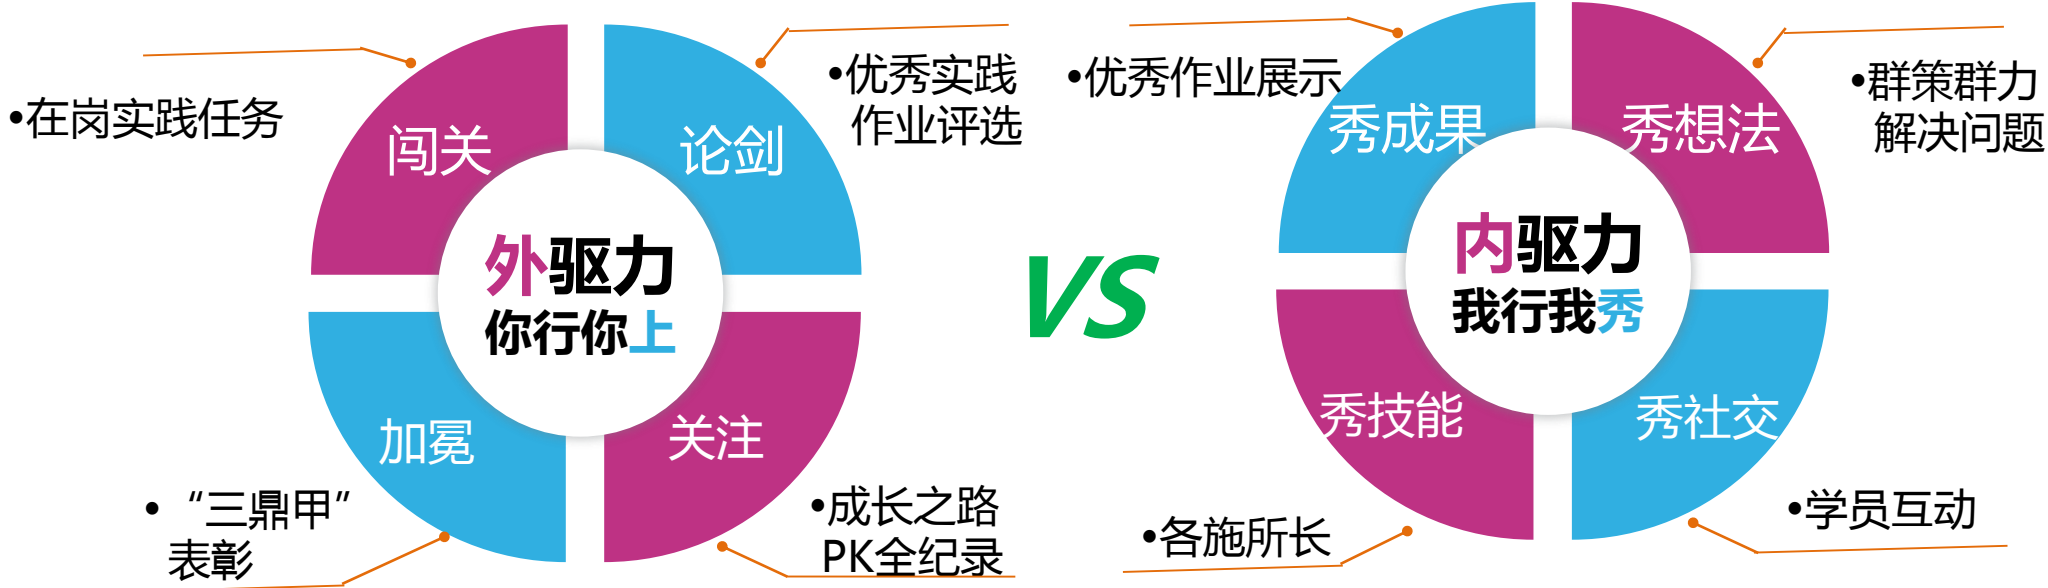 •在岗实践任务
闯关
论剑
•优秀实践
作业评选
外驱力
你行你上
加冕
关注
• “三鼎甲”
表彰
•成长之路
PK全纪录
VS
•优秀作业展示
秀成果
秀想法
•群策群力
解决问题
内驱力
我行我秀
秀技能
秀社交
•各施所长
•学员互动